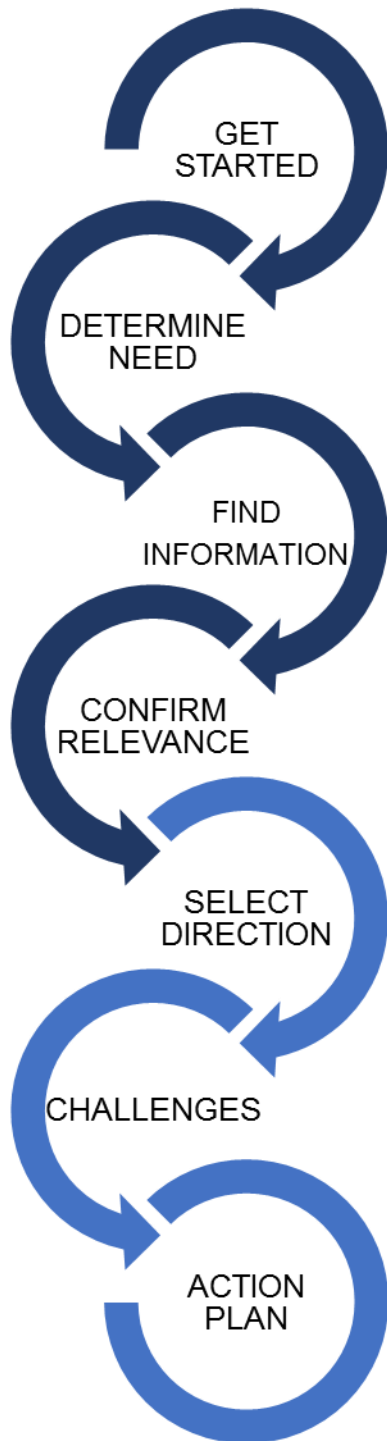 GET
STARTED
DETERMINE
NEED
FIND
INFORMATION
CONFIRM
RELEVANCE
SELECT
DIRECTION
CHALLENGES
ACTION
PLAN